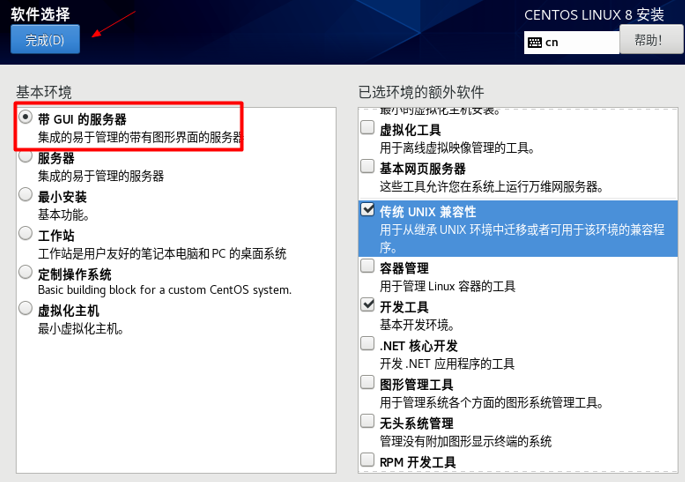 软件选择
完成(D)
CENTOS LINUX 8 安装
cn
帮助！
基本环境
带 GUI 的服务器
集成的易于管理的带有图形界面的服务器
服务器
集成的易于管理的服务器
最小安装
基本功能。
工作站
工作站是用户友好的笔记本电脑和 PC 的桌面系统
定制操作系统
Basic building block for a custom CentOS system.
虚拟化主机
最小虚拟化主机。
已选环境的额外软件
最小的虚拟化主机安装。
虚拟化工具
用于离线虚拟映像管理的工具。
基本网页服务器
这些工具允许您在系统上运行万维网服务器。
传统 UNIX 兼容性
用于从继承 UNIX 环境中迁移或者可用于该环境的兼容程
序。
容器管理
用于管理 Linux 容器的工具
开发工具
基本开发环境。
.NET 核心开发
开发 .NET 应用程序的工具
图形管理工具
用于管理系统各个方面的图形系统管理工具。
无头系统管理
管理没有附加图形显示终端的系统
RPM 开发工具